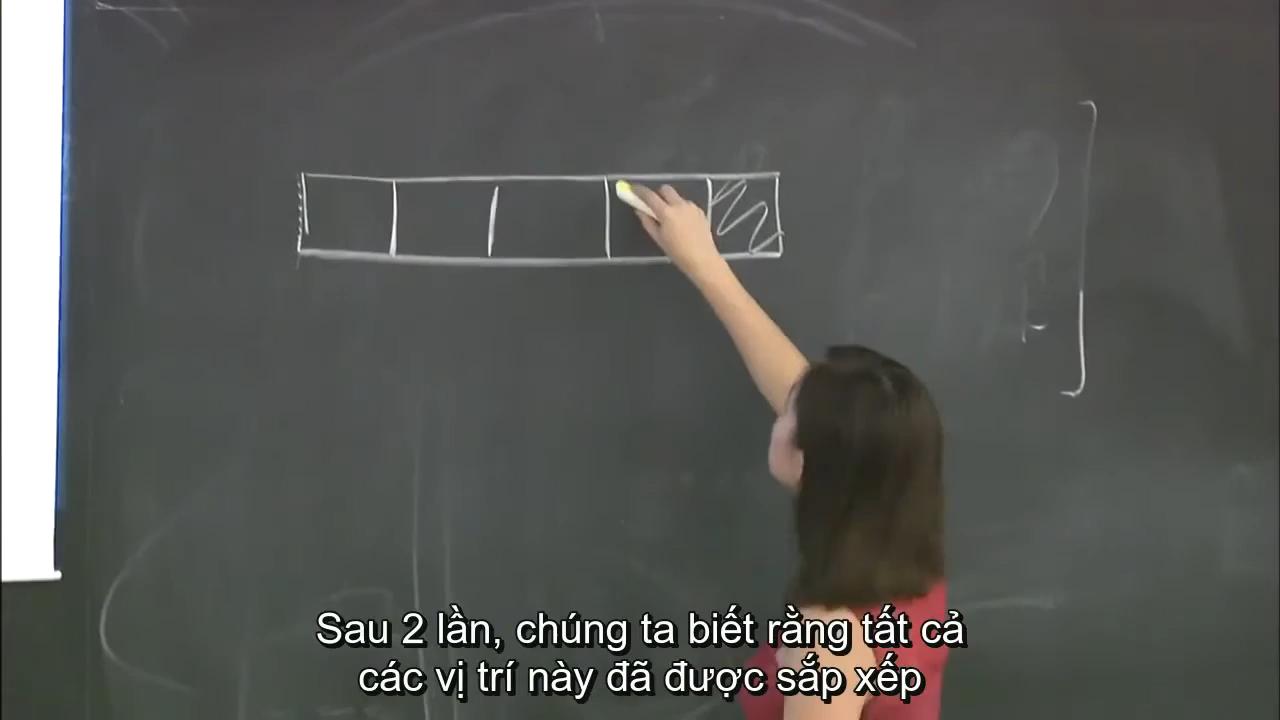 Sau 2 lần, chúng ta biết rằng tất cả
các vị trí này đã được sắp xếp